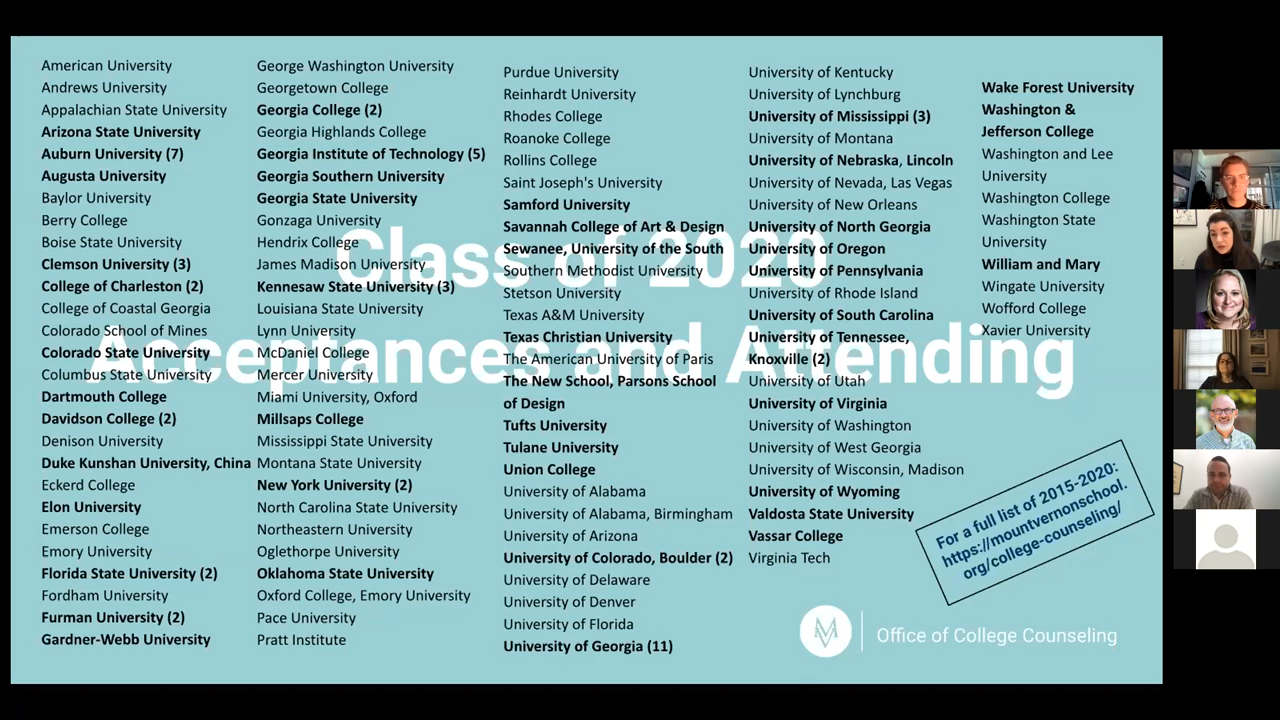 American University
Andrews University
Appalachian State University
Arizona State University
Auburn University (7)
Augusta University
Baylor University
Berry College
Boise State University
Clemson University (3)
College of Charleston (2)
College of Coastal Georgia
Colorado School of Mines
Colorado State University
Columbus State University
Dartmouth College
Davidson College (2)
Denison University
Duke Kunshan University, China
Eckerd College
Elon University
Emerson College
Emory University
Florida State University (2)
Fordham University
Furman University (2)
Gardner-Webb University
George Washington University
Georgetown College
Georgia College (2)
Georgia Highlands College
Georgia Institute of Technology (5)
Georgia Southern University
Georgia State University
Gonzaga University
Hendrix College
James Madison University
Kennesaw State University (3)
Louisiana State University
Lynn University
McDaniel College
Mercer University
Miami University, Oxford
Millsaps College
Mississippi State University
Montana State University
New York University (2)
North Carolina State University
Northeastern University
Oglethorpe University
Oklahoma State University
Oxford College, Emory University
Pace University
Pratt Institute
Purdue University
Reinhardt University
Rhodes College
Roanoke College
Rollins College
Saint Joseph's University
Samford University
Savannah College of Art & Design
Sewanee, University of the South
Southern Methodist University
Stetson University
Texas A&M University
Texas Christian University
The American University of Paris
The New School, Parsons School
of Design
Tufts University
Tulane University
Union College
University of Alabama
University of Alabama, Birmingham
University of Arizona
University of Colorado, Boulder (2)
University of Delaware
University of Denver
University of Florida
University of Georgia (11)
University of Kentucky
University of Lynchburg
University of Mississippi (3)
University of Montana
University of Nebraska, Lincoln
University of Nevada, Las Vegas
University of New Orleans
University of North Georgia
University of Oregon
University of Pennsylvania
University of Rhode Island
University of South Carolina
University of Tennessee,
Knoxville (2)
University of Utah
University of Virginia
University of Washington
University of West Georgia
University of Wisconsin, Madison
University of Wyoming
Valdosta State University
Vassar College
Virginia Tech
Wake Forest University
Washington &
Jefferson College
Washington and Lee
University
Washington College
Washington State
University
William and Mary
Wingate University
Wofford College
Xavier University
Class of 2020
Acceptances and Attending
For a full list of 2015-2020:
https://mountvernonschool.
org/college-counseling/
MV
Office of College Counseling